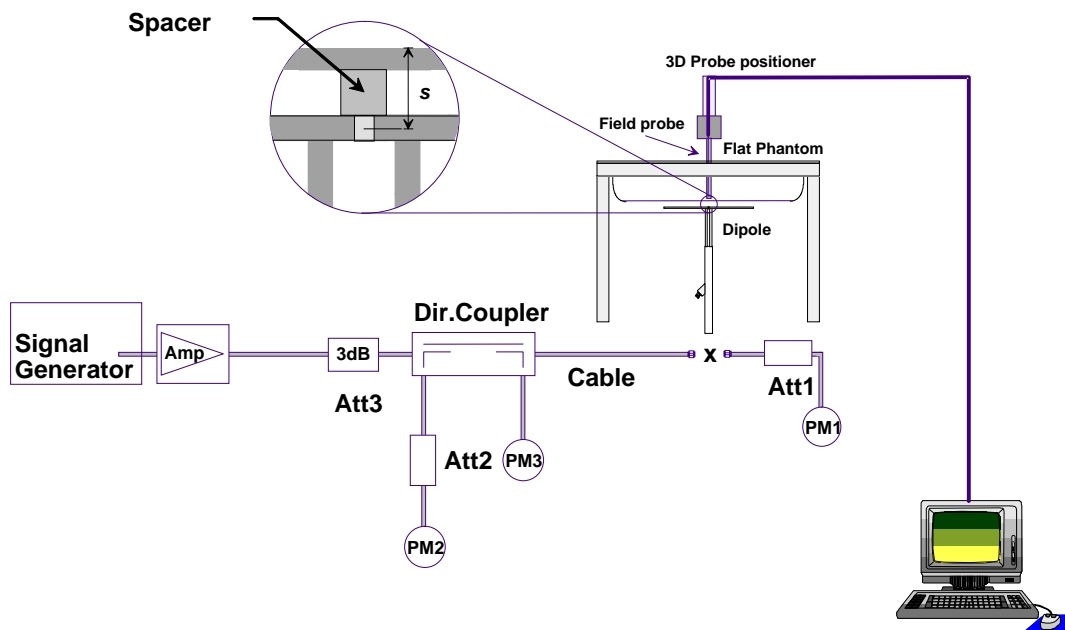 Spacer
s
3D Probe positioner
Field probe
Flat Phantom
Dipole
Dir.Coupler
Signal
Generator
Amp
3dB
Att3
Cable
x
Att1
PM1
Att2
PM3
PM2